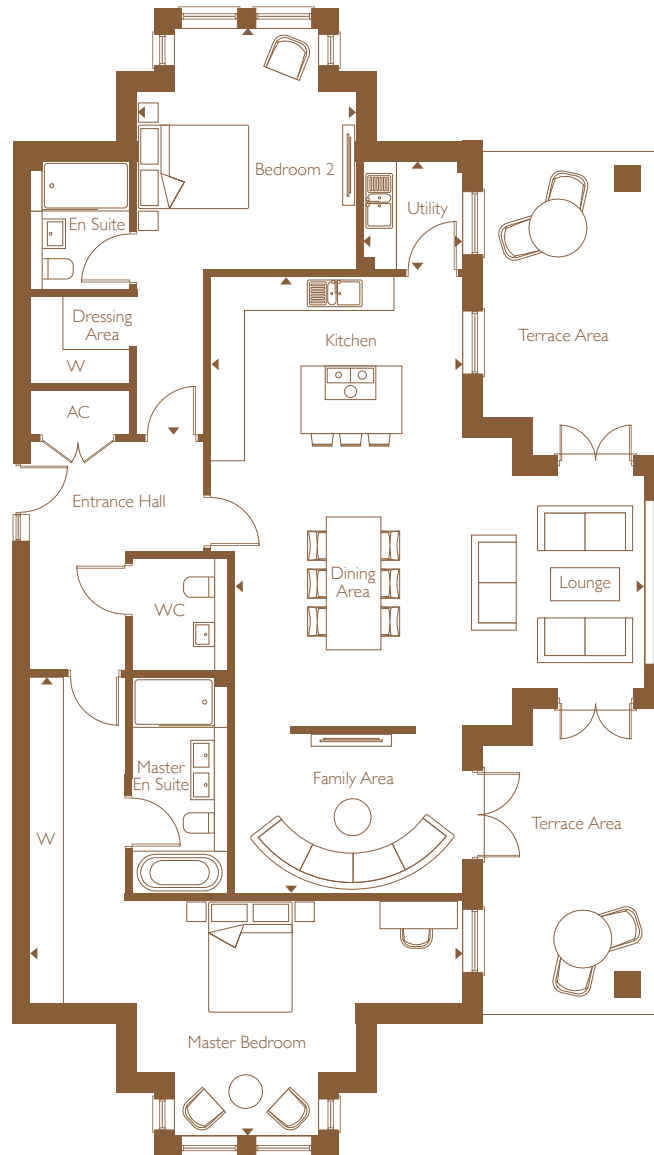 Bedroom 2
En Suite
Utility
Dressing
Area
W
Kitchen
Terrace Area
AC
Entrance Hall
Dining
Area
Lounge
WC
Master
En Suite
Family Area
W
Terrace Area
Master Bedroom